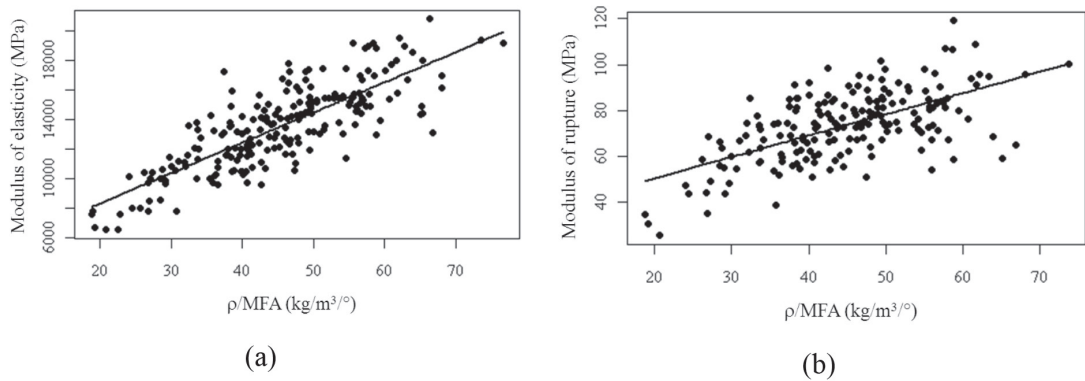 Modulus of elasticity (MPa)
6000 10000 14000 18000
20 30 40 50 60 70
ρ/MFA (kg/m³/°)
(a)
Modulus of rupture (MPa)
40 60 80 100 120
20 30 40 50 60 70
ρ/MFA (kg/m³/°)
(b)